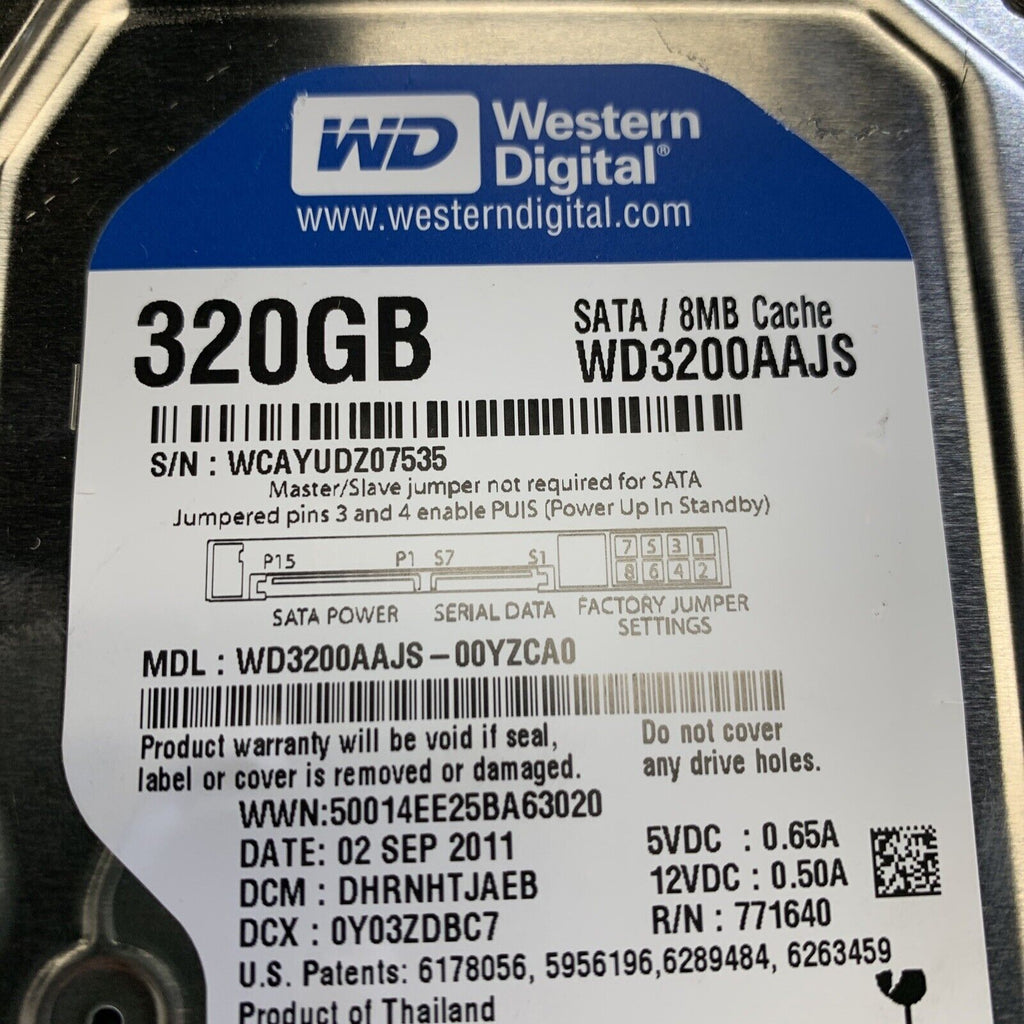 WD Western
Digital®
www.westerndigital.com
320GB
SATA / 8MB Cache
WD3200AAJS
S/N : WCAYUDZ07535
Master/Slave jumper not required for SATA
Jumpered pins 3 and 4 enable PUIS (Power Up In Standby)
P15 P1 S7 S1 7 5 3 1
8 6 4 2
SATA POWER SERIAL DATA FACTORY JUMPER
SETTINGS
MDL : WD3200AAJS – 00YZCA0
Product warranty will be void if seal,
label or cover is removed or damaged.
Do not cover
any drive holes.
WWN:50014EE25BA63020
DATE: 02 SEP 2011
DCM : DHRNHTJAEB
DCX : 0Y03ZDBC7
5VDC : 0.65A
12VDC : 0.50A
R/N : 771640
U.S. Patents: 6178056, 5956196,6289484, 6263459
Product of Thailand